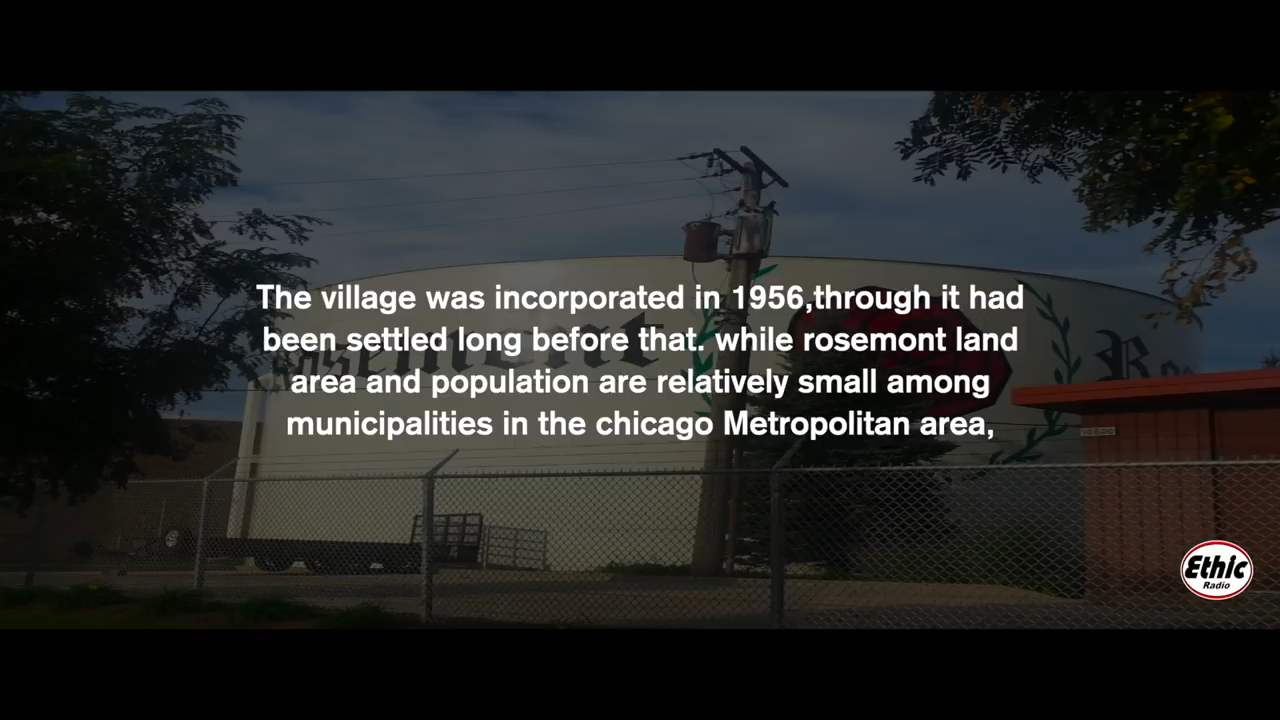 The village was incorporated in 1956,through it had
been settled long before that. while rosemont land
area and population are relatively small among
municipalities in the chicago Metropolitan area,
Rosemont
Ethic
Radio